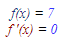 f(x) = 7
f'(x) = 0